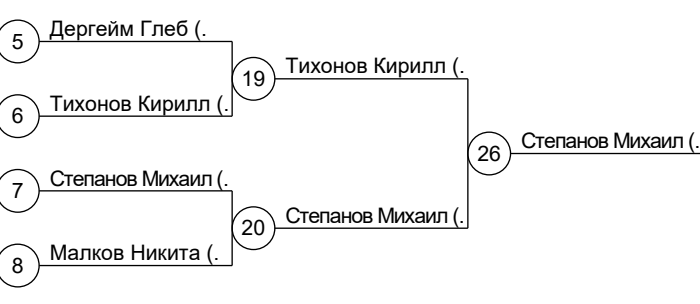 5
Дергейм Глеб (.
19
Тихонов Кирилл (.
6
Тихонов Кирилл (.
26
Степанов Михаил (.
7
Степанов Михаил (.
20
Степанов Михаил (.
8
Малков Никита (.